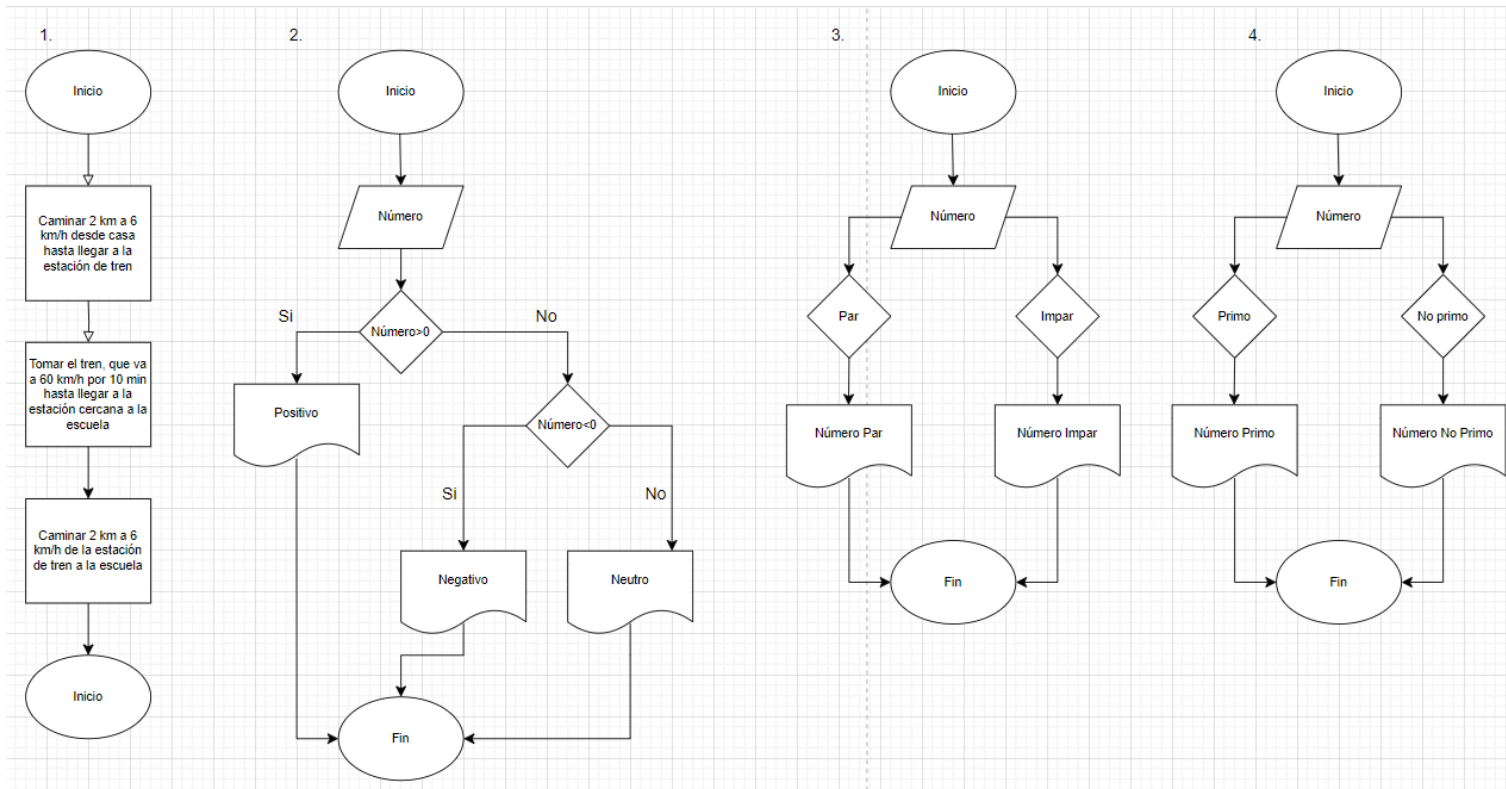 1.
Inicio
Caminar 2 km a 6
km/h desde casa
hasta llegar a la
estación de tren
Tomar el tren, que va
a 60 km/h por 10 min
hasta llegar a la
estación cercana a la
escuela
Caminar 2 km a 6
km/h de la estación
de tren a la escuela
Inicio
2.
Inicio
Número
Número>0
Si
No
Positivo
Número<0
Si
No
Negativo
Neutro
Fin
3.
Inicio
Número
Par
Impar
Número Par
Número Impar
Fin
4.
Inicio
Número
Primo
No primo
Número Primo
Número No Primo
Fin